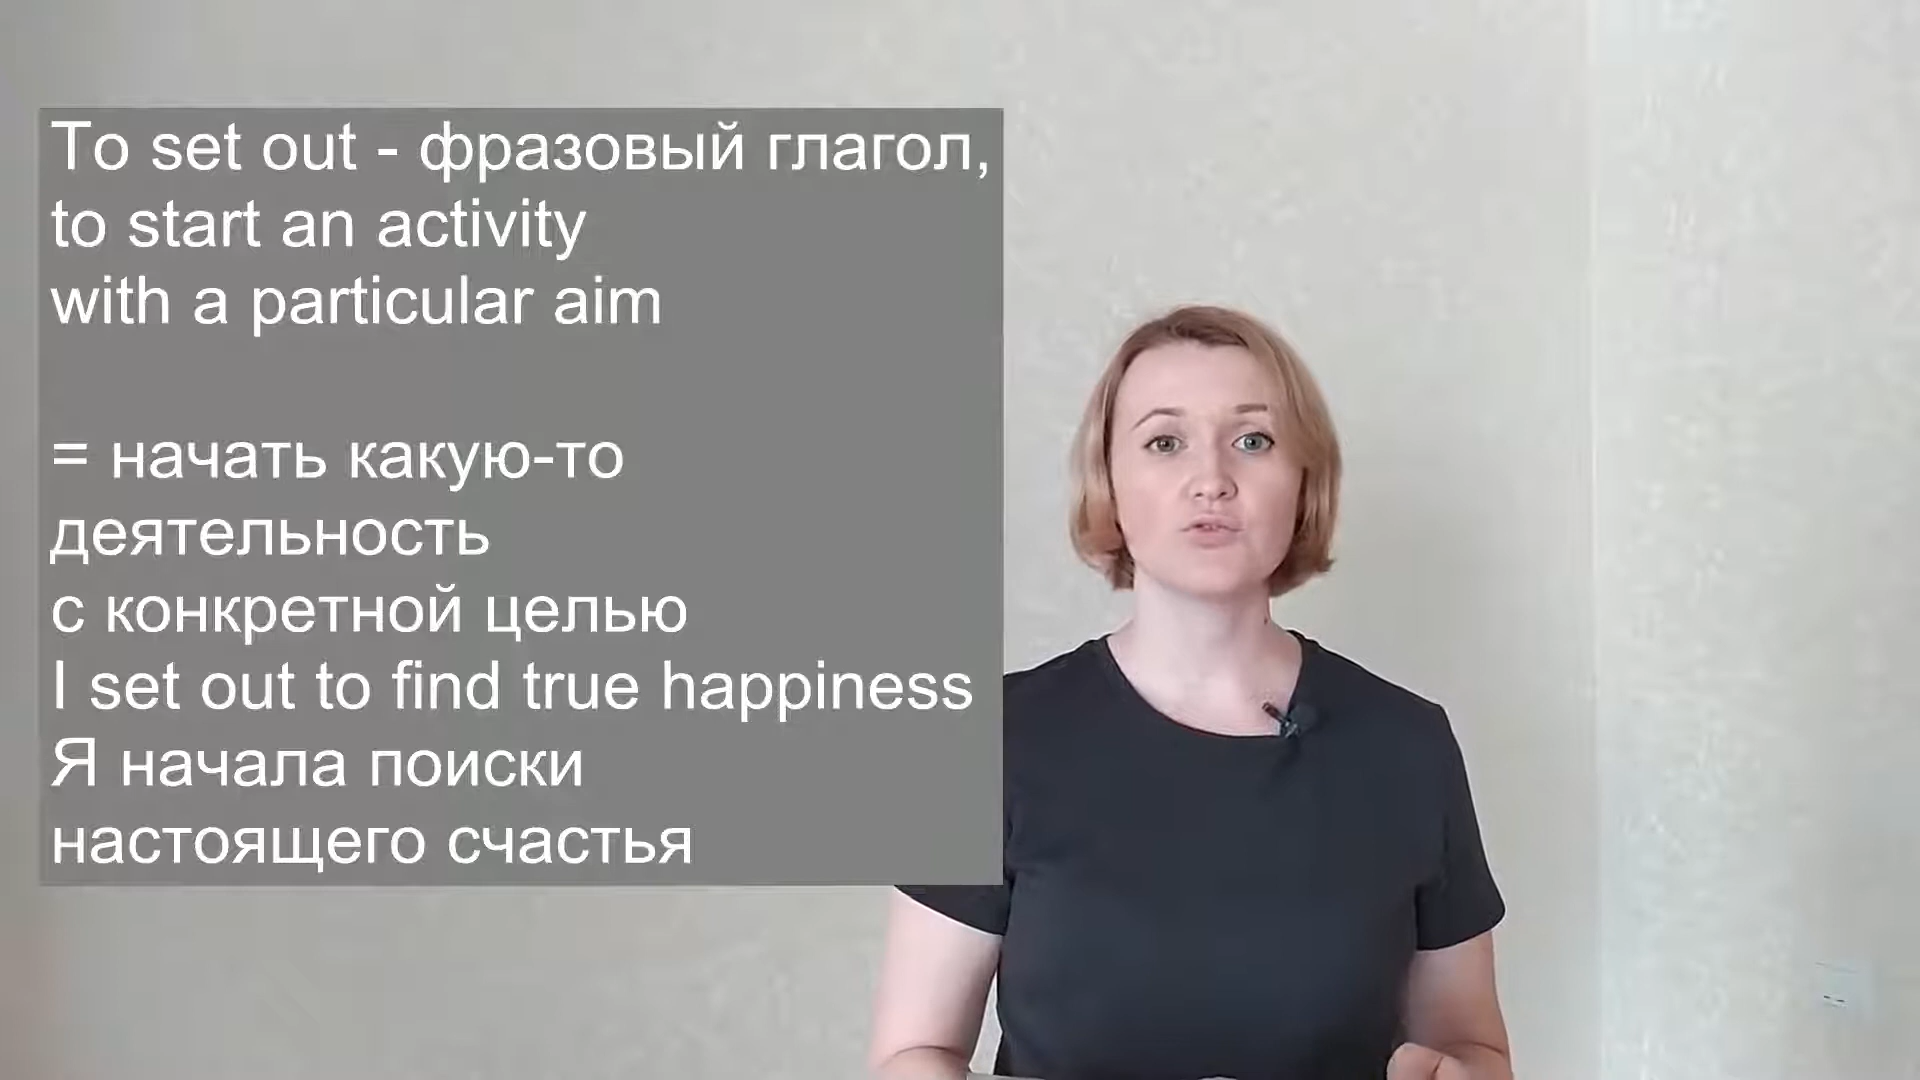 To set out - фразовый глагол,
to start an activity
with a particular aim
= начать какую-то
деятельность
с конкретной целью
I set out to find true happiness
Я начала поиски
настоящего счастья